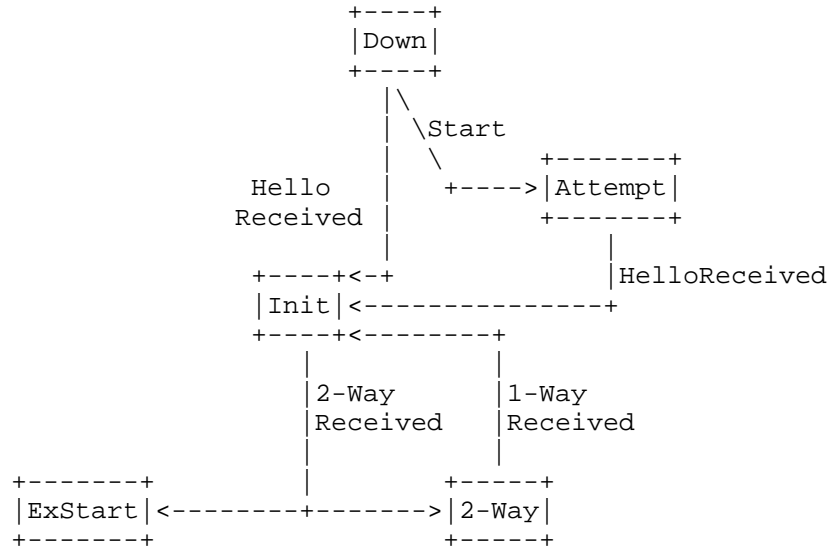 Down
Start
Hello
Attempt
Received
HelloReceived
Init
2-Way 1-Way
Received Received
ExStart 2-Way